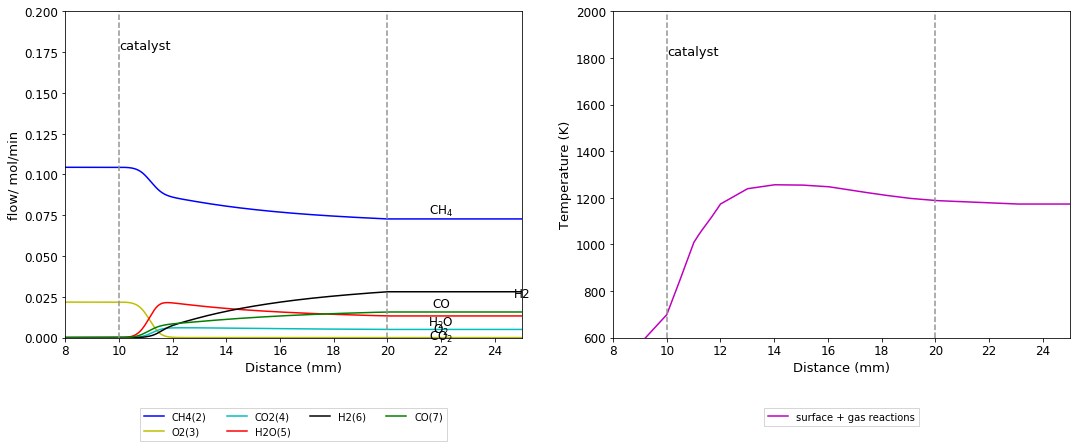 0.200
0.175
0.150
0.125
0.100
0.075
0.050
0.025
0.000
flow/ mol/min
catalyst
CH₄
H2
CO
H₂O
O₂
CO₂
8 10 12 14 16 18 20 22 24
Distance (mm)
CH4(2) CO2(4) H2(6) CO(7)
O2(3) H2O(5)
2000
1800
1600
1400
1200
1000
800
600
Temperature (K)
catalyst
8 10 12 14 16 18 20 22 24
Distance (mm)
surface + gas reactions